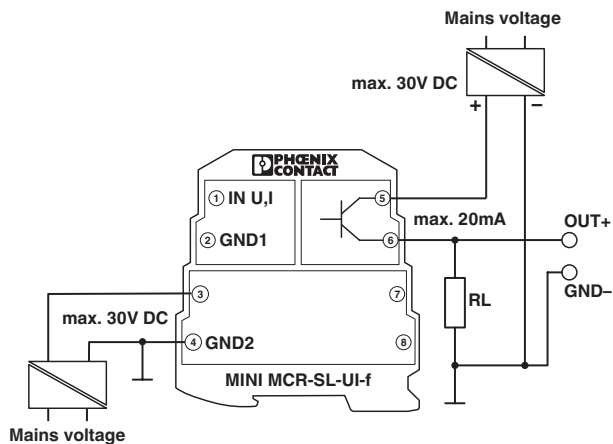 Mains voltage
max. 30V DC
+ –
PHŒNIX
CONTACT
1 IN U,I
5
max. 20mA
OUT+
2 GND1
6
GND–
3
7
RL
max. 30V DC
4 GND2
8
MINI MCR-SL-UI-f
Mains voltage